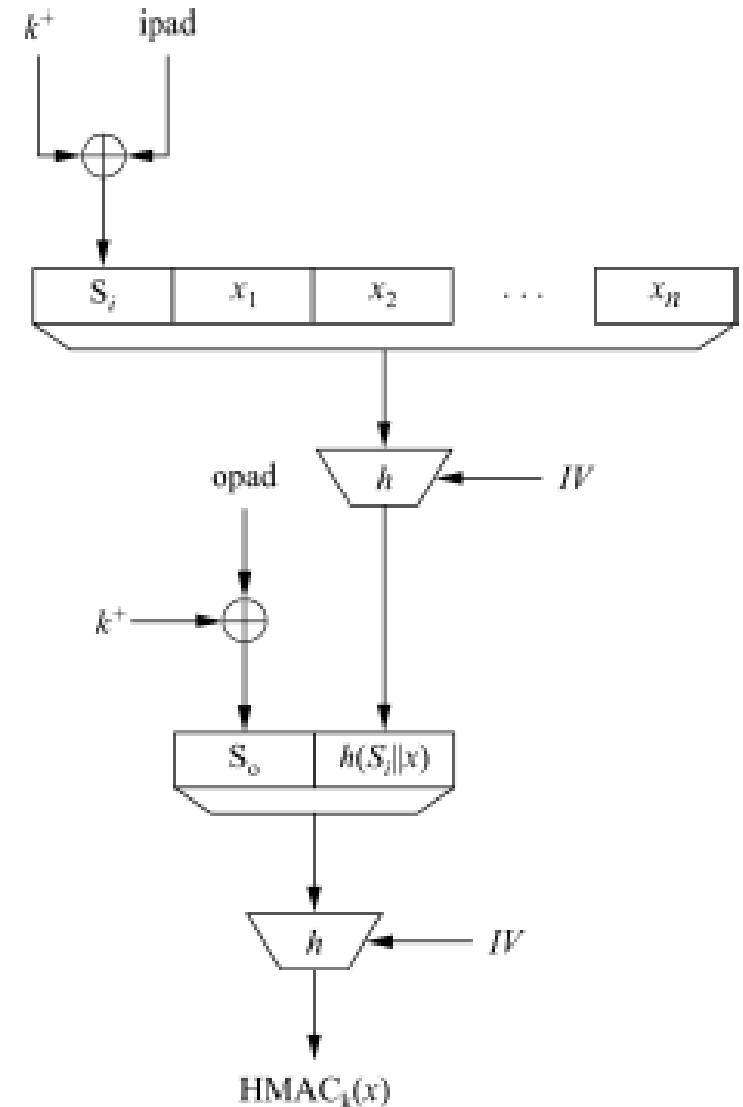 k⁺ ipad
Sᵢ x₁ x₂ . . . xₙ
opad h IV
k⁺
Sₒ h(Sᵢ||x)
h IV
HMACₖ(x)